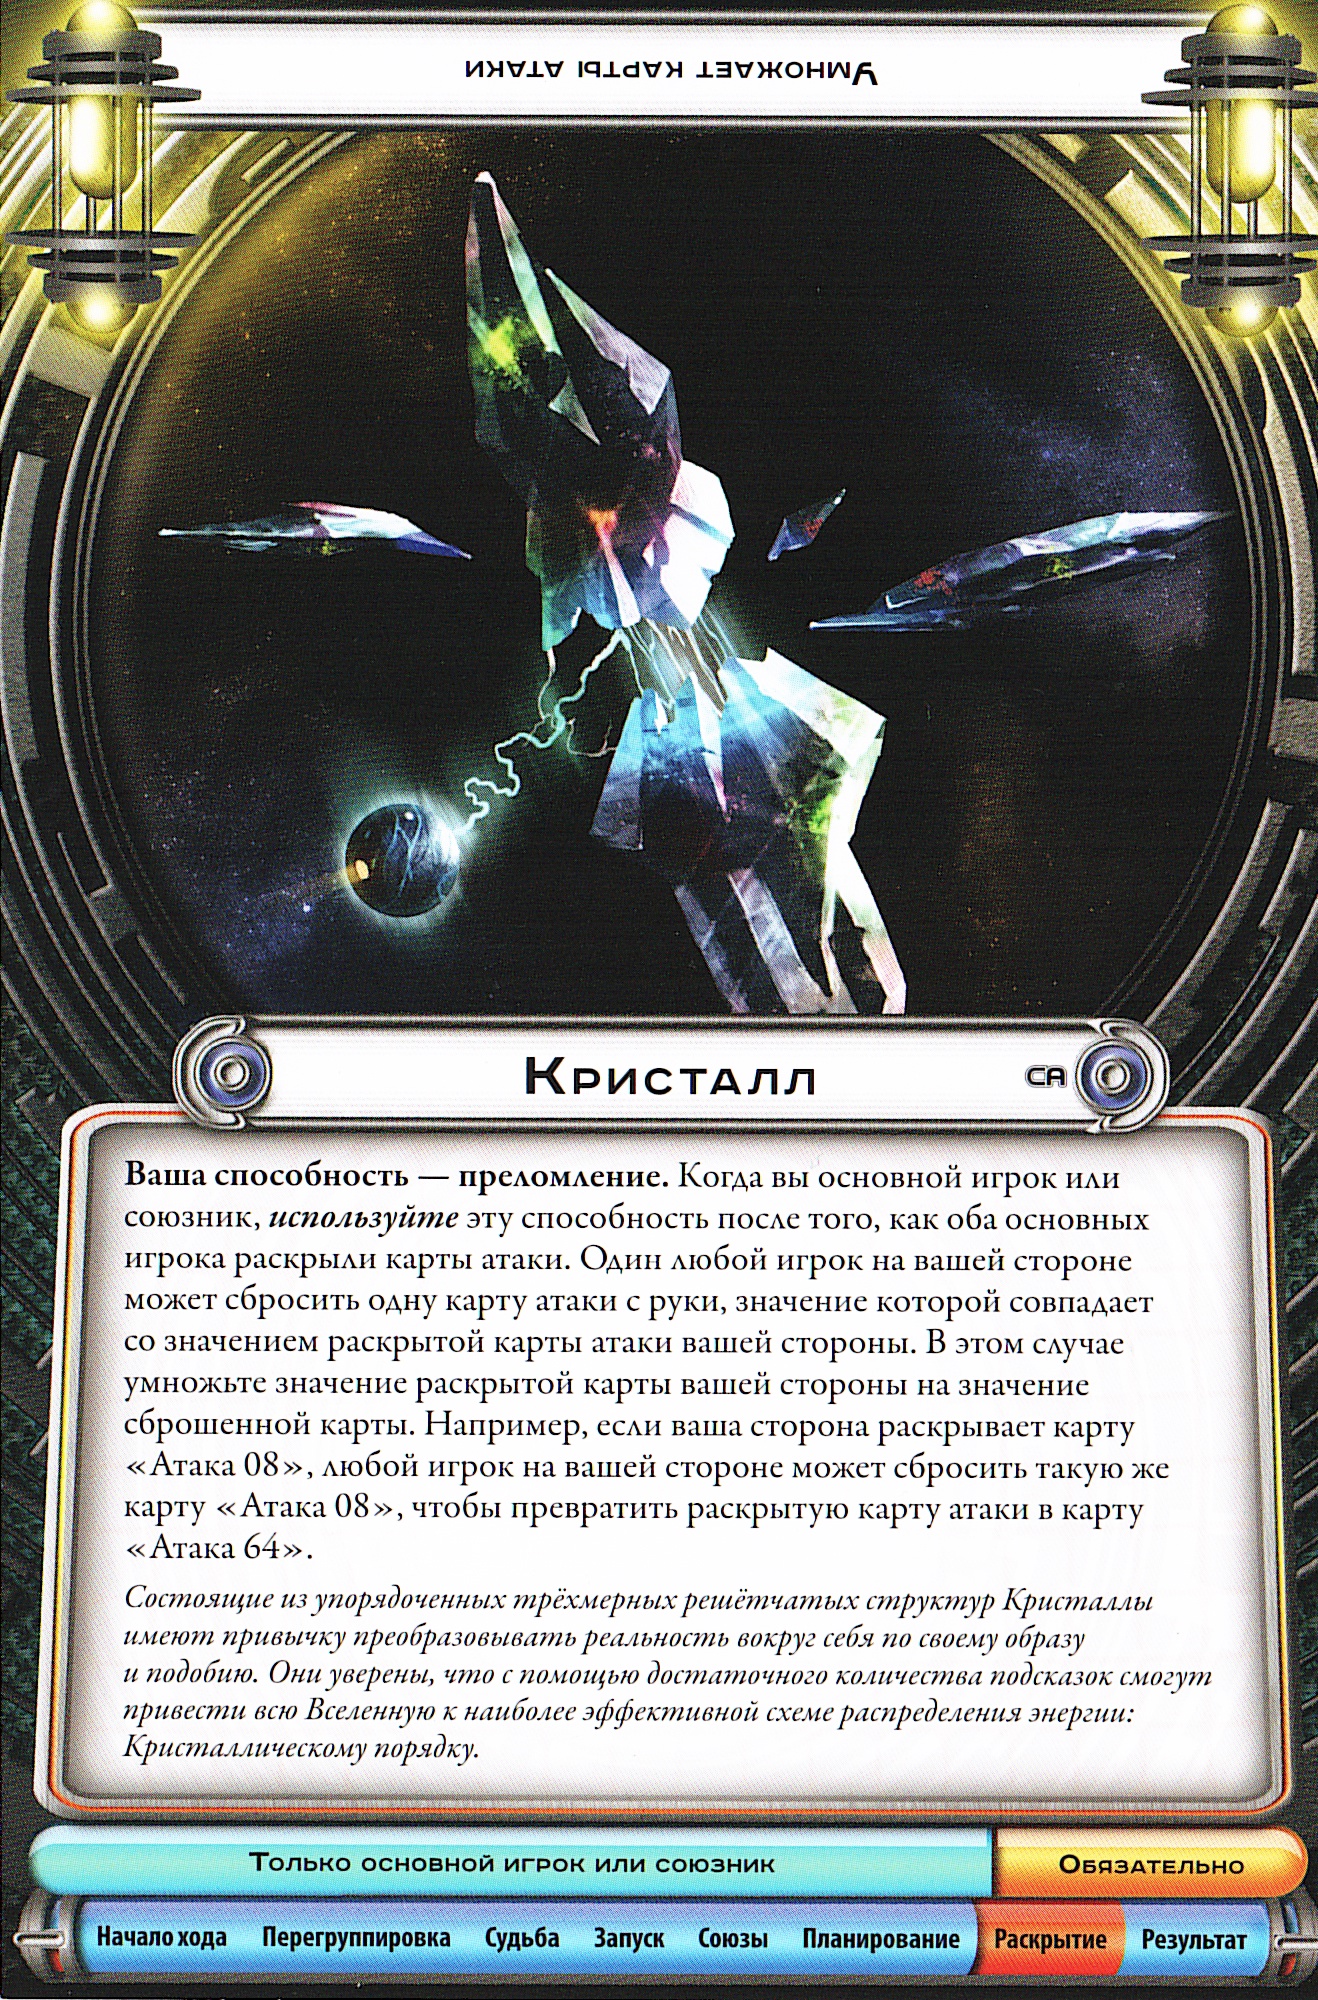 Умножает карты атаки
Кристалл
CA
Ваша способность — преломление. Когда вы основной игрок или
союзник, используйте эту способность после того, как оба основных
игрока раскрыли карты атаки. Один любой игрок на вашей стороне
может сбросить одну карту атаки с руки, значение которой совпадает
со значением раскрытой карты атаки вашей стороны. В этом случае
умножьте значение раскрытой карты вашей стороны на значение
сброшенной карты. Например, если ваша сторона раскрывает карту
«Атака 08», любой игрок на вашей стороне может сбросить такую же
карту «Атака 08», чтобы превратить раскрытую карту атаки в карту
«Атака 64».
Состоящие из упорядоченных трёхмерных решётчатых структур Кристаллы
имеют привычку преобразовывать реальность вокруг себя по своему образу
и подобию. Они уверены, что с помощью достаточного количества подсказок смогут
привести всю Вселенную к наиболее эффективной схеме распределения энергии:
Кристаллическому порядку.
Только основной игрок или союзник Обязательно
Начало хода Перегруппировка Судьба Запуск Союзы Планирование Раскрытие Результат